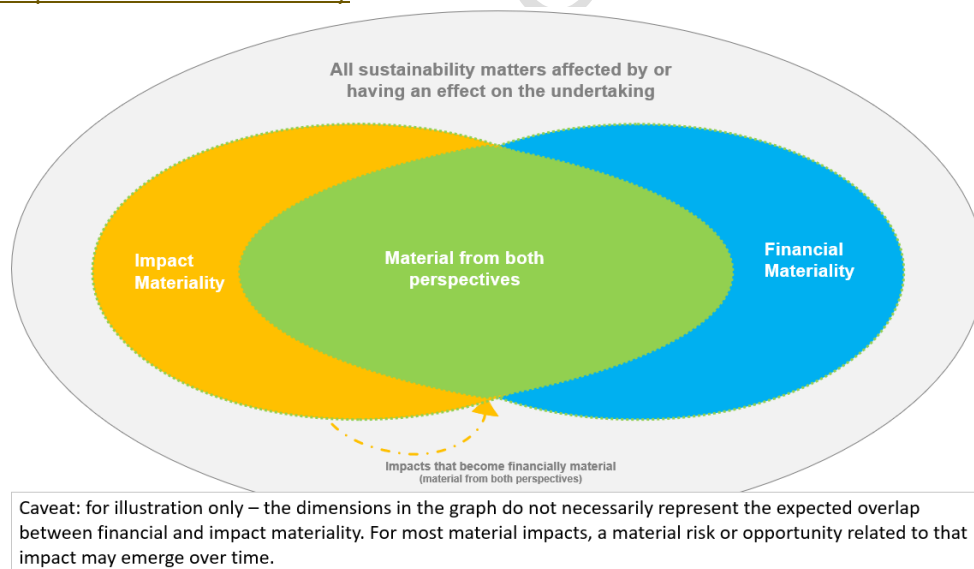 All sustainability matters affected by or
having an effect on the undertaking
Impact
Materiality
Material from both
perspectives
Financial
Materiality
Impacts that become financially material
(material from both perspectives)
Caveat: for illustration only – the dimensions in the graph do not necessarily represent the expected overlap
between financial and impact materiality. For most material impacts, a material risk or opportunity related to that
impact may emerge over time.